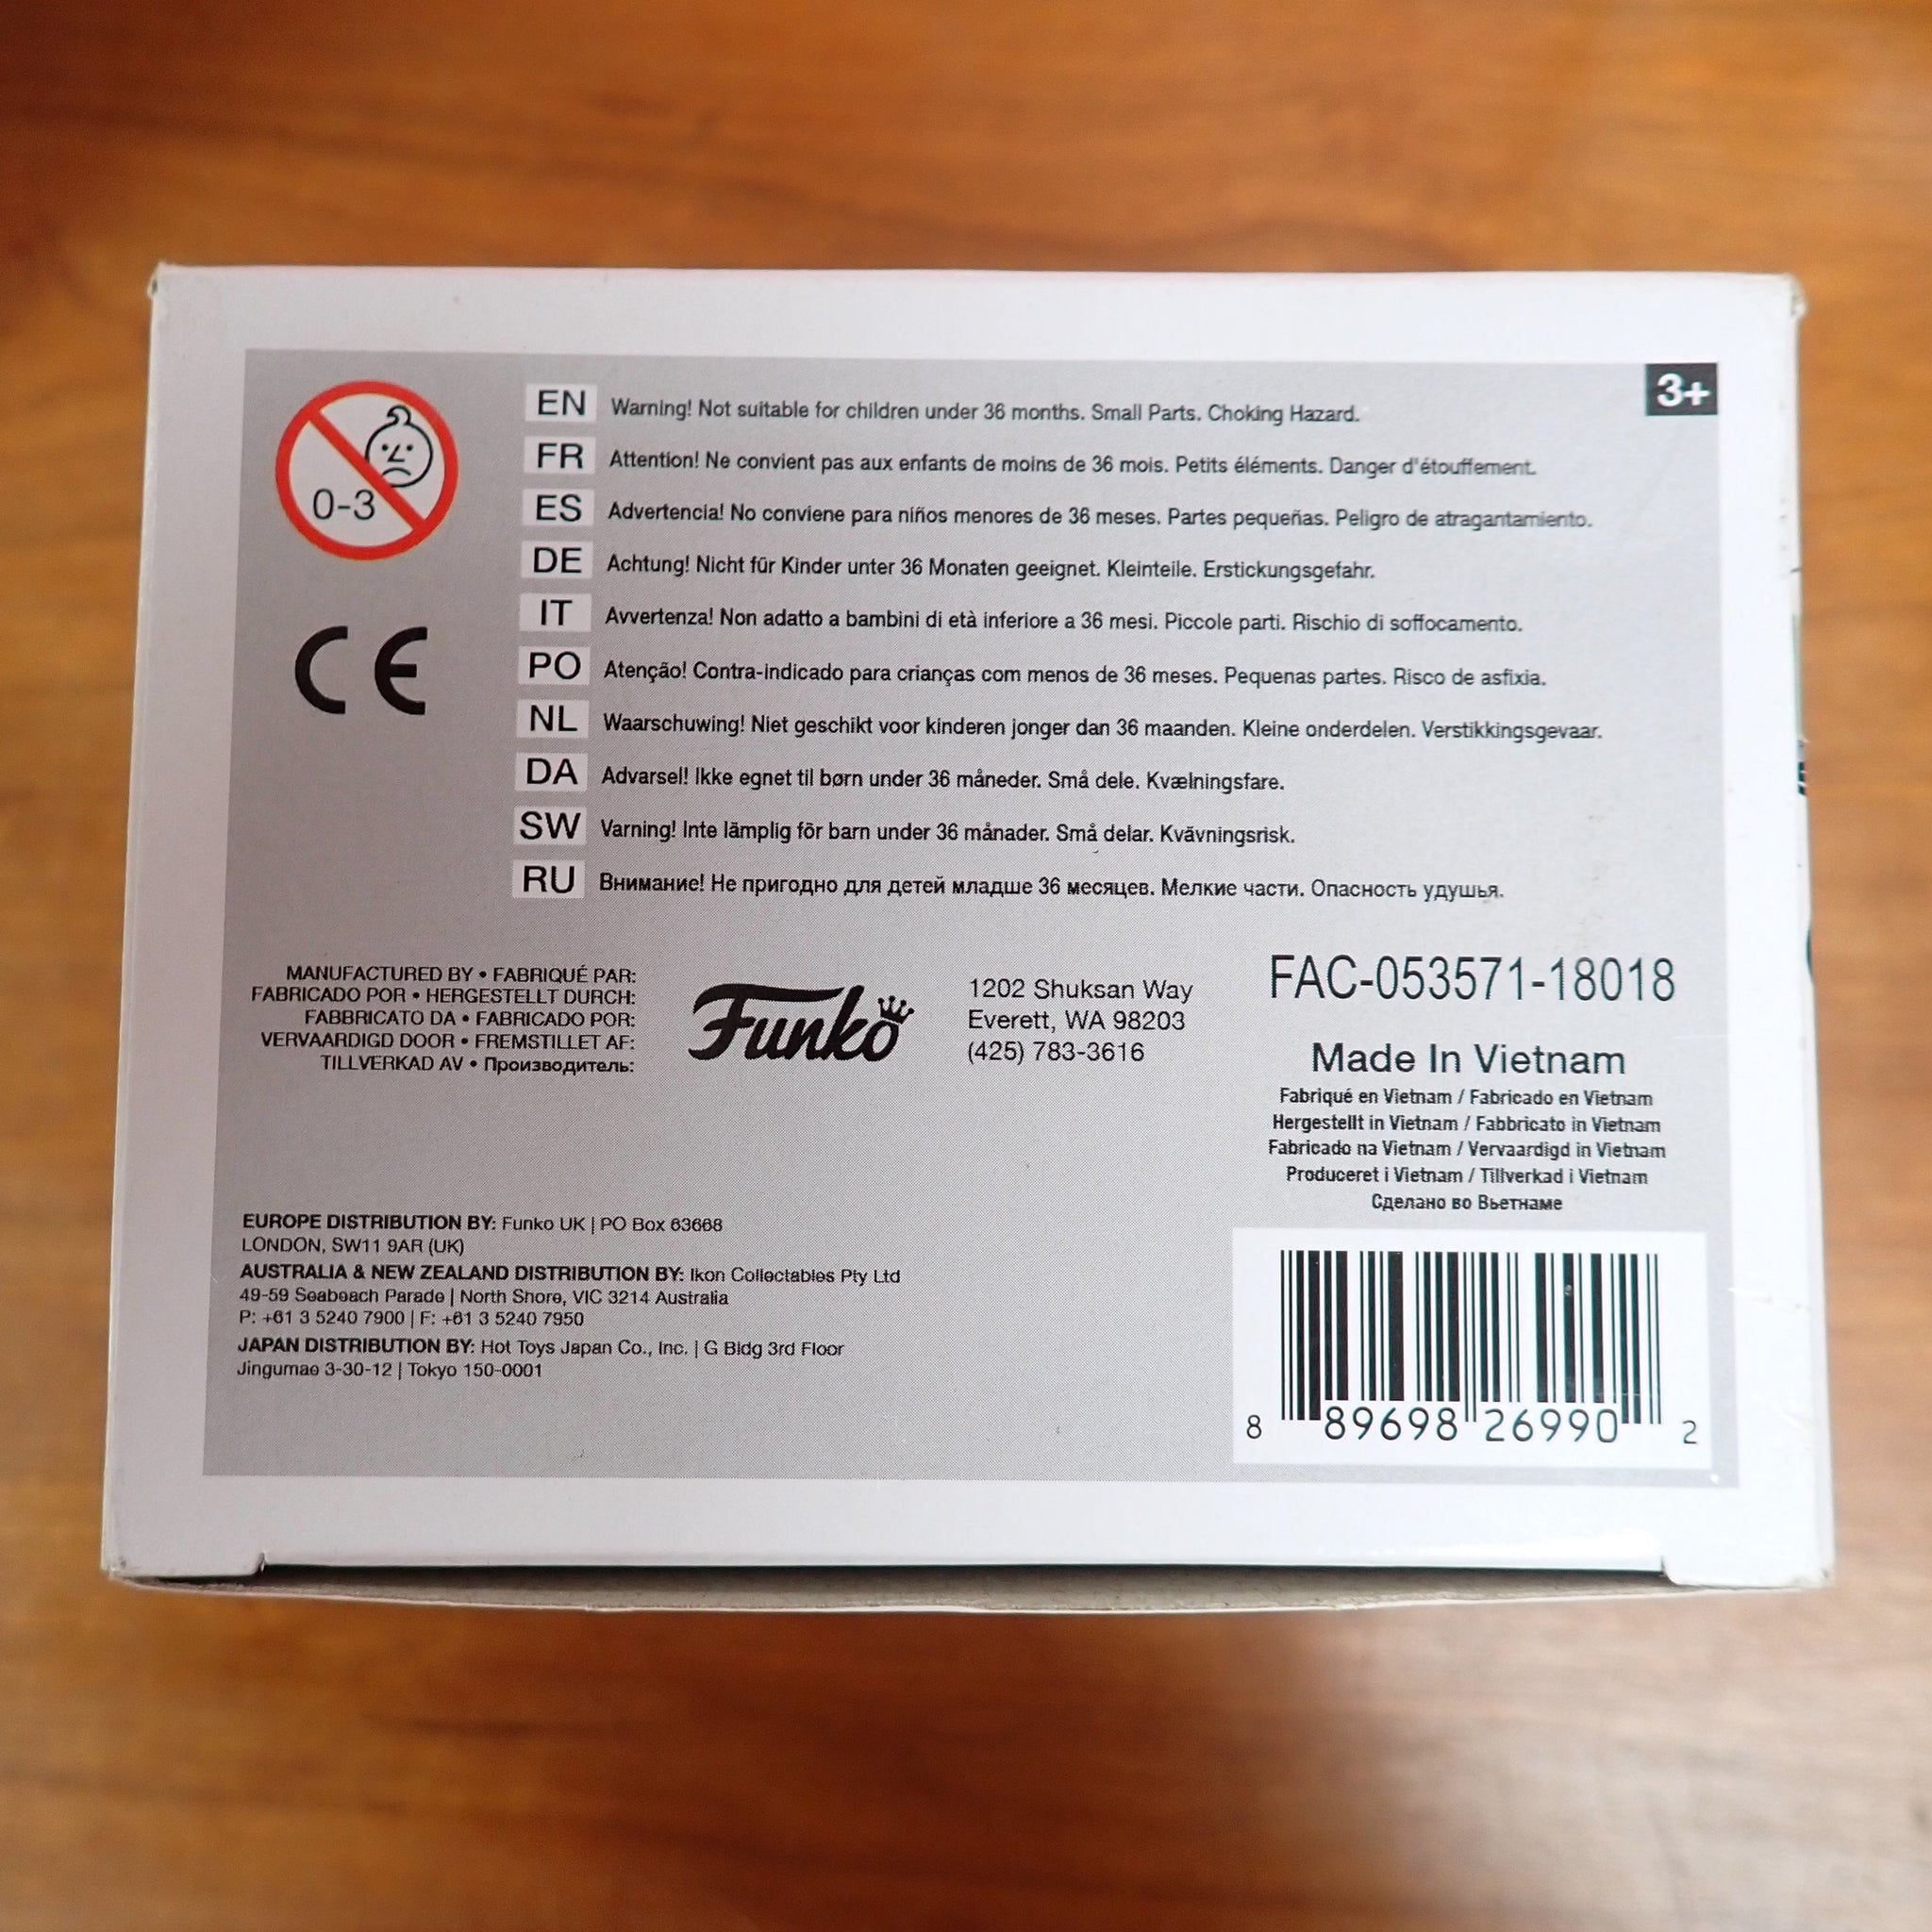 3+
0-3
EN Warning! Not suitable for children under 36 months. Small Parts. Choking Hazard.
FR Attention! Ne convient pas aux enfants de moins de 36 mois. Petits éléments. Danger d'étouffement.
ES Advertencia! No conviene para niños menores de 36 meses. Partes pequeñas. Peligro de atragantamiento.
DE Achtung! Nicht für Kinder unter 36 Monaten geeignet. Kleinteile. Erstickungsgefahr.
IT Avvertenza! Non adatto a bambini di età inferiore a 36 mesi. Piccole parti. Rischio di soffocamento.
CE
PO Atenção! Contra-indicado para crianças com menos de 36 meses. Pequenas partes. Risco de asfixia.
NL Waarschuwing! Niet geschikt voor kinderen jonger dan 36 maanden. Kleine onderdelen. Verstikkingsgevaar.
DA Advarsel! Ikke egnet til børn under 36 måneder. Små dele. Kvælningsfare.
SW Varning! Inte lämplig för barn under 36 månader. Små delar. Kvävningsrisk.
RU Внимание! Не пригодно для детей младше 36 месяцев. Мелкие части. Опасность удушья.
MANUFACTURED BY • FABRIQUÉ PAR:
FABRICADO POR • HERGESTELLT DURCH:
FABBRICATO DA • FABRICADO POR:
VERVAARDIGD DOOR • FREMSTILLET AF:
TILLVERKAD AV • Производитель:
Funko
1202 Shuksan Way
Everett, WA 98203
(425) 783-3616
FAC-053571-18018
Made In Vietnam
Fabriqué en Vietnam / Fabricado en Vietnam
Hergestellt in Vietnam / Fabbricato in Vietnam
Fabricado na Vietnam / Vervaardigd in Vietnam
Produceret i Vietnam / Tillverkad i Vietnam
Сделано во Вьетнаме
EUROPE DISTRIBUTION BY: Funko UK | PO Box 63668
LONDON, SW11 9AR (UK)
AUSTRALIA & NEW ZEALAND DISTRIBUTION BY: Ikon Collectables Pty Ltd
49-59 Seabeach Parade | North Shore, VIC 3214 Australia
P: +61 3 5240 7900 | F: +61 3 5240 7950
JAPAN DISTRIBUTION BY: Hot Toys Japan Co., Inc. | G Bldg 3rd Floor
Jingumae 3-30-12 | Tokyo 150-0001
8 89698 26990 2